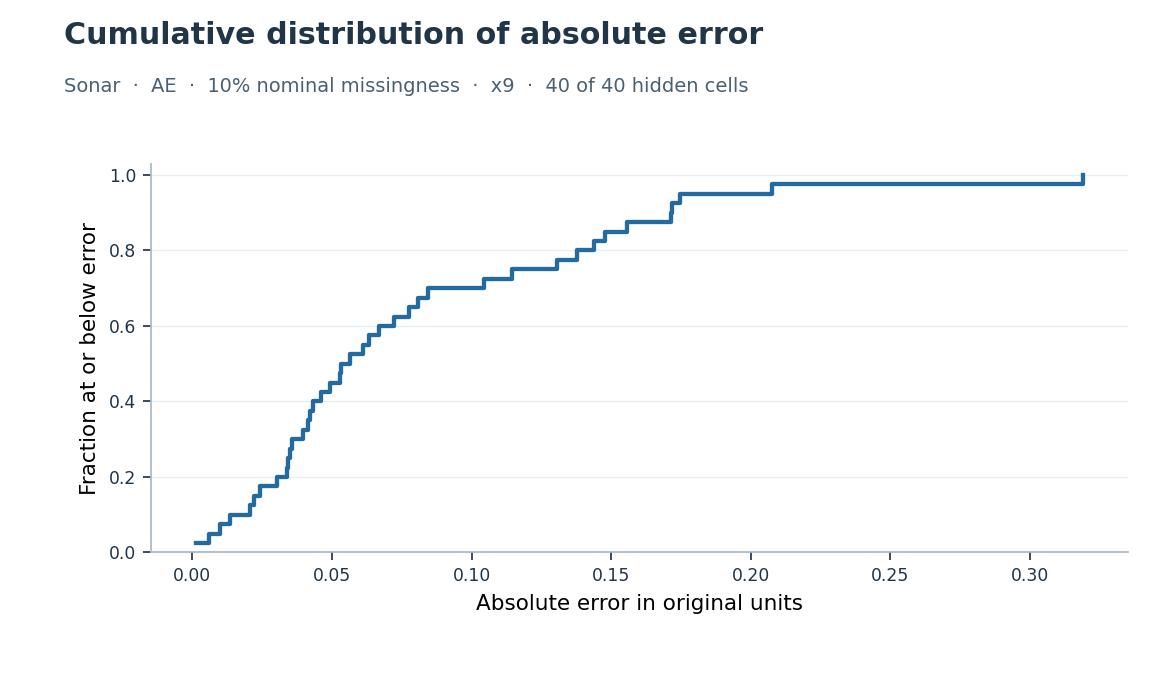 Cumulative distribution of absolute error
Sonar · AE · 10% nominal missingness · x9 · 40 of 40 hidden cells
Fraction at or below error
1.0
0.8
0.6
0.4
0.2
0.0
0.00 0.05 0.10 0.15 0.20 0.25 0.30
Absolute error in original units